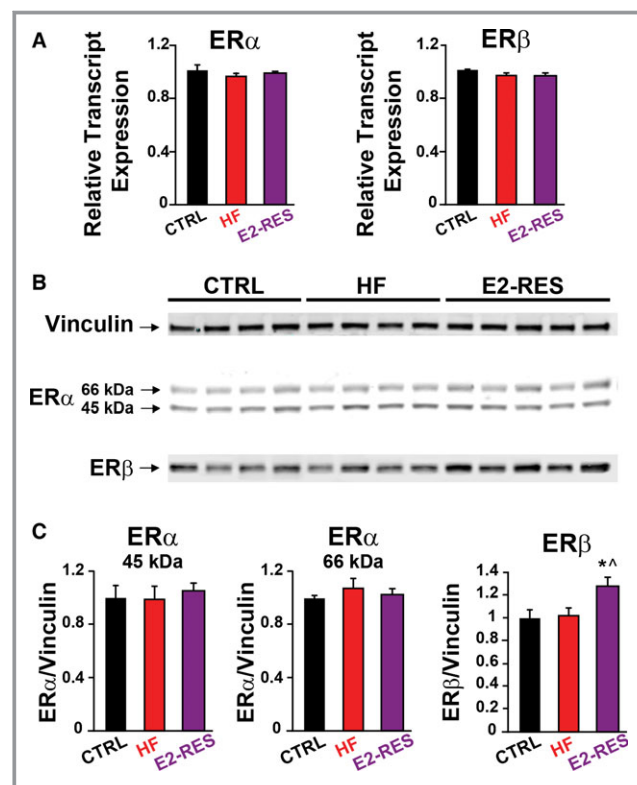 A
ERα
Relative Transcript
Expression
1.2
0.8
0.4
0
CTRL
HF
E2-RES
ERβ
Relative Transcript
Expression
1.2
0.8
0.4
0
CTRL
HF
E2-RES
B
CTRL
HF
E2-RES
Vinculin
ERα
66 kDa
45 kDa
ERβ
C
ERα
45 kDa
ERα/Vinculin
1.2
0.8
0.4
0
CTRL
HF
E2-RES
ERα
66 kDa
ERα/Vinculin
1.2
0.8
0.4
0
CTRL
HF
E2-RES
ERβ
ERβ/Vinculin
1.4
1.2
1
0.8
0.6
0.4
0.2
0
*^
CTRL
HF
E2-RES